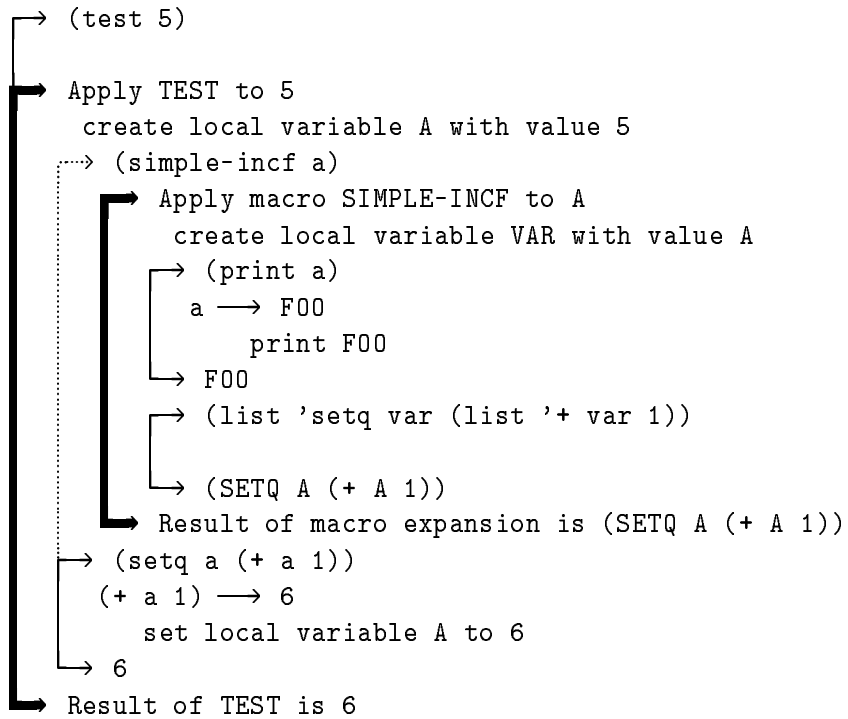 (test 5)
Apply TEST to 5
create local variable A with value 5
(simple-incf a)
Apply macro SIMPLE-INCF to A
create local variable VAR with value A
(print a)
a ⟶ FOO
print FOO
FOO
(list 'setq var (list '+ var 1))
(SETQ A (+ A 1))
Result of macro expansion is (SETQ A (+ A 1))
(setq a (+ a 1))
(+ a 1) ⟶ 6
set local variable A to 6
6
Result of TEST is 6